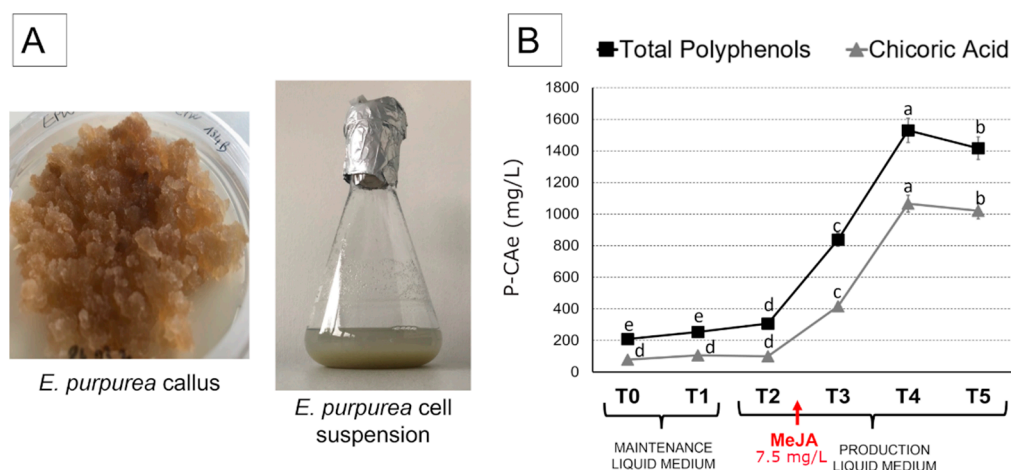 A
E. purpurea callus
E. purpurea cell
suspension
B
Total Polyphenols
Chicoric Acid
P-CAe (mg/L)
1800
1600
1400
1200
1000
800
600
400
200
0
a
b
a
b
c
c
d
d
e
e
d
d
T0 T1 T2 T3 T4 T5
MAINTENANCE
LIQUID MEDIUM
MeJA
7.5 mg/L
PRODUCTION
LIQUID MEDIUM